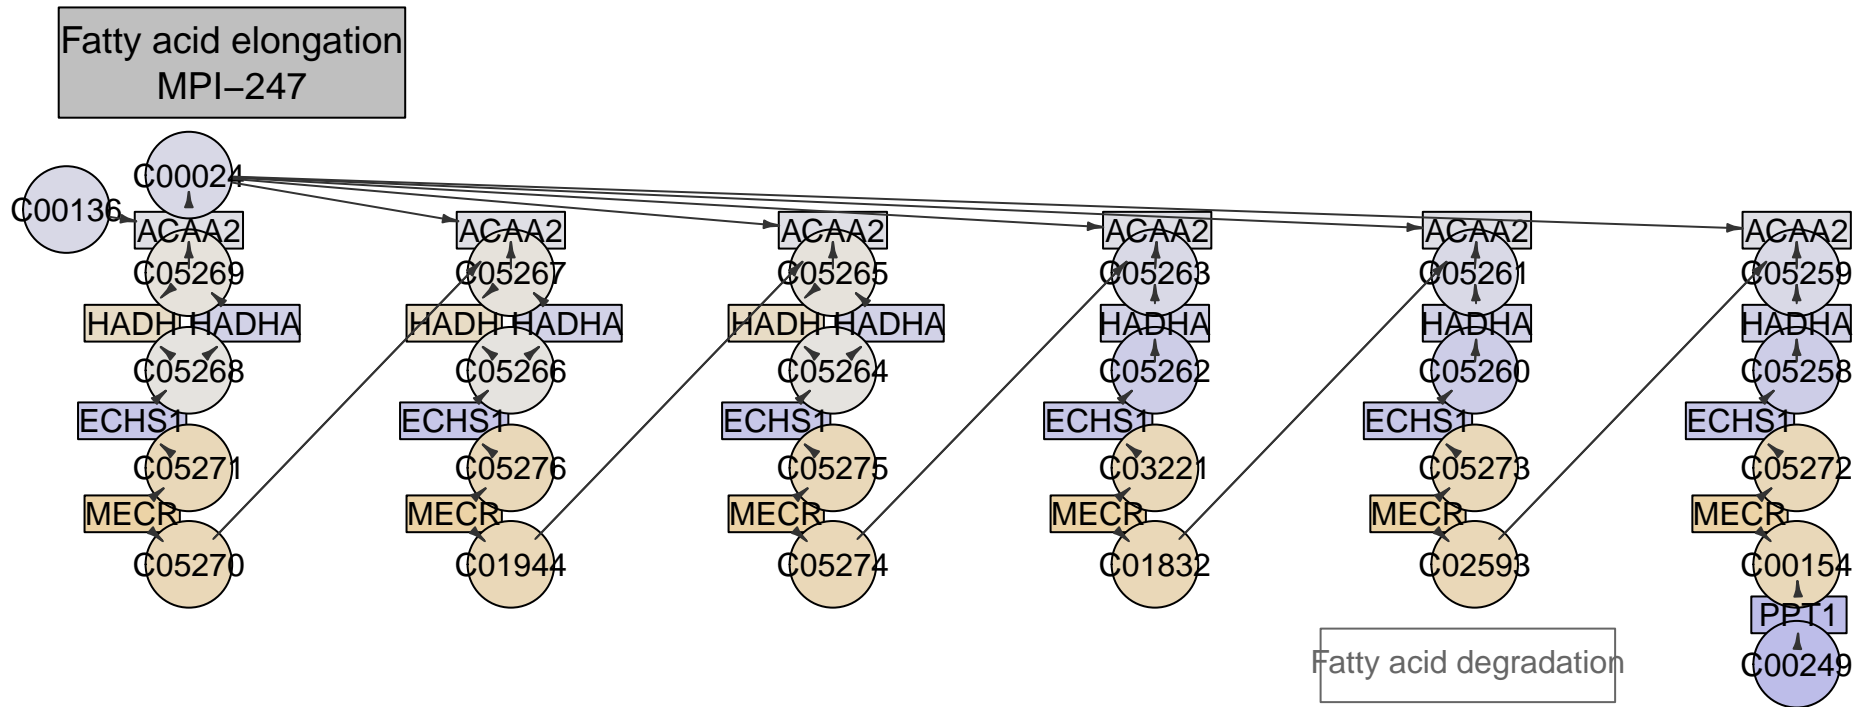 Fatty acid elongation
MPI−247
C00024
C00136
ACAA2 ACAA2 ACAA2 ACAA2 ACAA2 ACAA2
C05269 C05267 C05265 C05263 C05261 C05259
HADH HADHA HADH HADHA HADH HADHA HADHA HADHA HADHA
C05268 C05266 C05264 C05262 C05260 C05258
ECHS1 ECHS1 ECHS1 ECHS1 ECHS1 ECHS1
C05271 C05276 C05275 C03221 C05273 C05272
MECR MECR MECR MECR MECR MECR
C05270 C01944 C05274 C01832 C02593 C00154
PPT1
Fatty acid degradation C00249